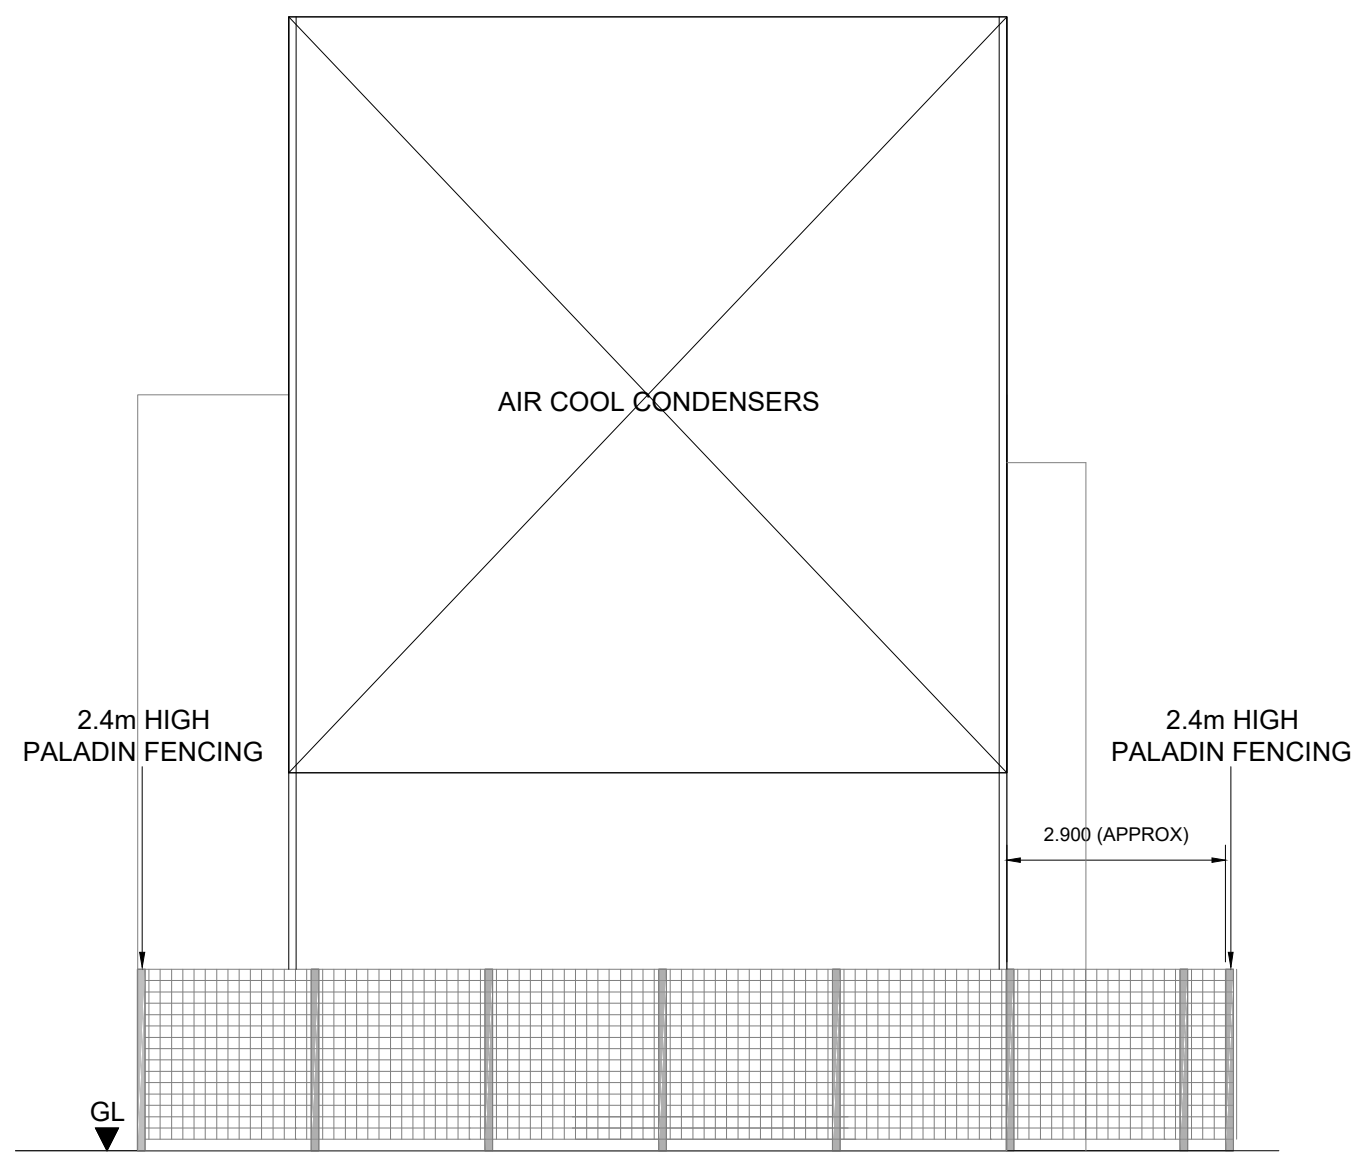 AIR COOL CONDENSERS
2.4m HIGH
PALADIN FENCING
2.4m HIGH
PALADIN FENCING
2.900 (APPROX)
GL